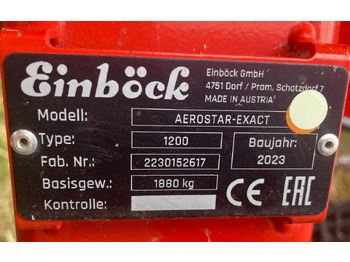 Einböck
Einböck GmbH
4751 Dorf / Pram, Schatzdorf 7
MADE IN AUSTRIA
Modell: AEROSTAR-EXACT
Type: 1200
Baujahr:
Fab. Nr.: 2230152617
2023
Basisgew.: 1880 kg
Kontrolle:
CE EAC